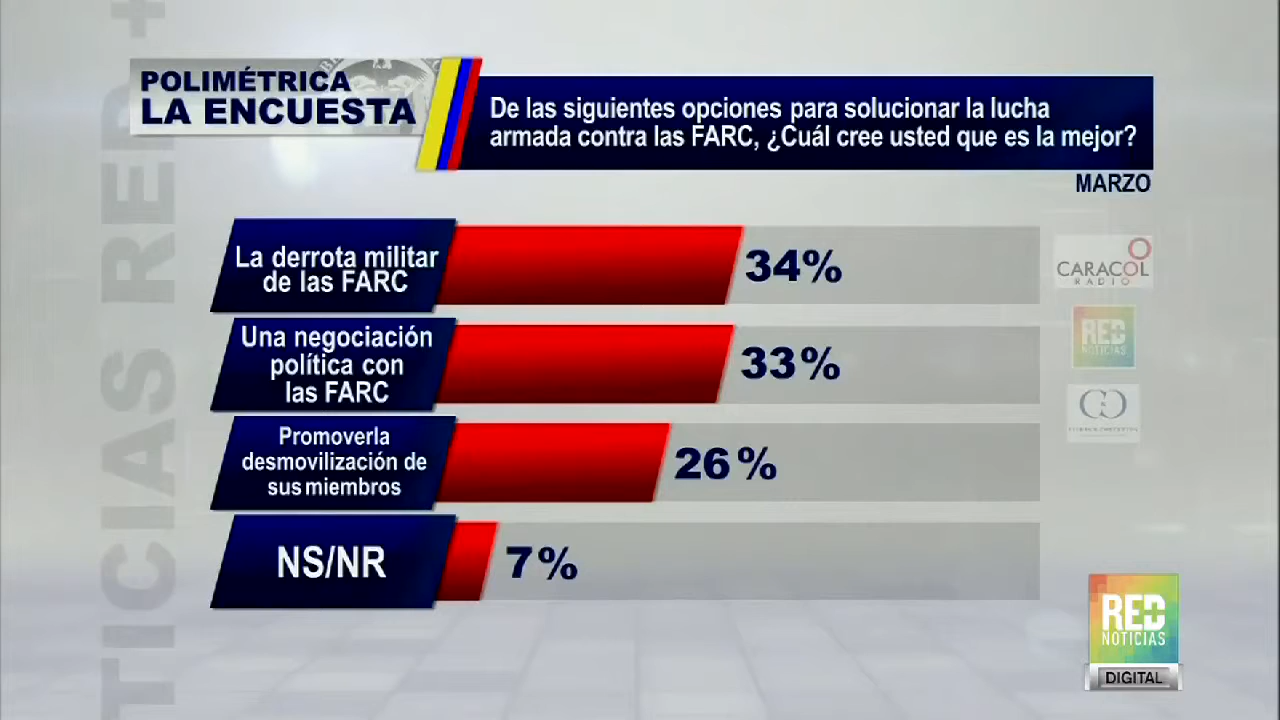 POLIMÉTRICA
LA ENCUESTA
De las siguientes opciones para solucionar la lucha
armada contra las FARC, ¿Cuál cree usted que es la mejor?
MARZO
La derrota militar
de las FARC
34%
Una negociación
política con
las FARC
33%
Promoverla
desmovilización de
sus miembros
26%
NS/NR
7%
CARACOL
RADIO
RED
NOTICIAS
RED
NOTICIAS
DIGITAL
TICIAS RED +